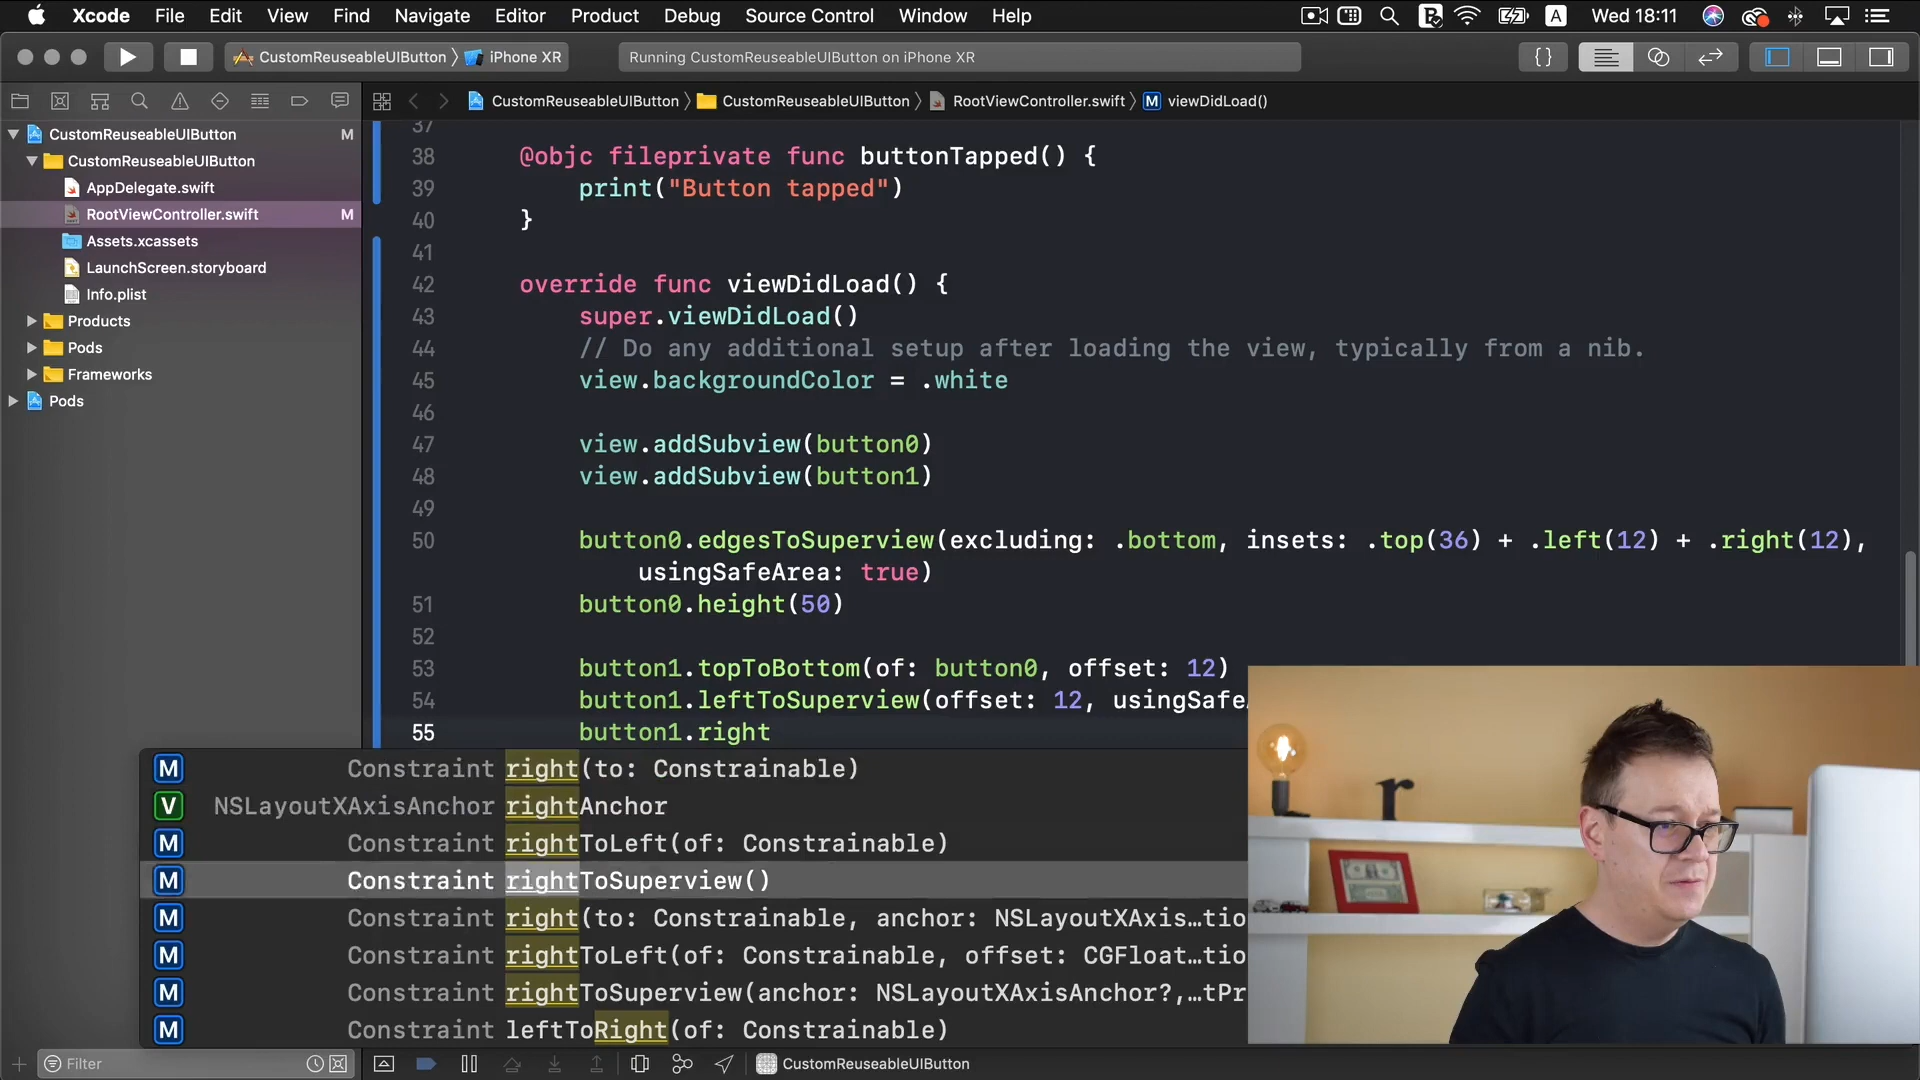 Xcode File Edit View Find Navigate Editor Product Debug Source Control Window Help A Wed 18:11
CustomReuseableUIButton 〉 iPhone XR
Running CustomReuseableUIButton on iPhone XR
{}
CustomReuseableUIButton 〉 CustomReuseableUIButton 〉 RootViewController.swift 〉 M viewDidLoad()
CustomReuseableUIButton M
CustomReuseableUIButton
AppDelegate.swift
RootViewController.swift M
Assets.xcassets
LaunchScreen.storyboard
Info.plist
Products
Pods
Frameworks
Pods
37
38 @objc fileprivate func buttonTapped() {
39 print("Button tapped")
40 }
41
42 override func viewDidLoad() {
43 super.viewDidLoad()
44 // Do any additional setup after loading the view, typically from a nib.
45 view.backgroundColor = .white
46
47 view.addSubview(button0)
48 view.addSubview(button1)
49
50 button0.edgesToSuperview(excluding: .bottom, insets: .top(36) + .left(12) + .right(12),
usingSafeArea: true)
51 button0.height(50)
52
53 button1.topToBottom(of: button0, offset: 12)
54 button1.leftToSuperview(offset: 12, usingSafe
55 button1.right
M Constraint right(to: Constrainable)
V NSLayoutXAxisAnchor rightAnchor
M Constraint rightToLeft(of: Constrainable)
M Constraint rightToSuperview()
M Constraint right(to: Constrainable, anchor: NSLayoutXAxis…tio
M Constraint rightToLeft(of: Constrainable, offset: CGFloat…tio
M Constraint rightToSuperview(anchor: NSLayoutXAxisAnchor?,…tPr
M Constraint leftToRight(of: Constrainable)
Filter
CustomReuseableUIButton
r